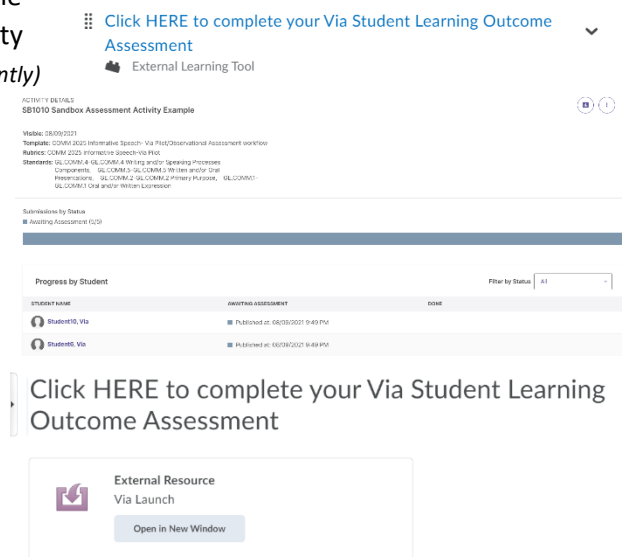 ne
Click HERE to complete your Via Student Learning Outcome
ty
Assessment
ntly)
External Learning Tool
ACTIVITY DETAILS
SB1010 Sandbox Assessment Activity Example
Visible: 08/09/2021
Template: COMM 2025 Informative Speech- Via Pilot/Observational Assessment workflow
Rubrics: COMM 2025 Informative Speech-Via Pilot
Standards: GE.COMM.4-GE.COMM.4 Writing and/or Speaking Processes
Components, GE.COMM.5-GE.COMM.5 Written and/or Oral
Presentations, GE.COMM.2-GE.COMM.2 Primary Purpose, GE.COMM.1-
GE.COMM.1 Oral and/or Written Expression
Submissions by Status
Awaiting Assessment (5/5)
Progress by Student
Filter by Status All
STUDENT NAME AWAITING ASSESSMENT DONE
Student10, Via Published at: 08/09/2021 9:49 PM
Student6, Via Published at: 08/09/2021 9:49 PM
Click HERE to complete your Via Student Learning
Outcome Assessment
External Resource
Via Launch
Open in New Window